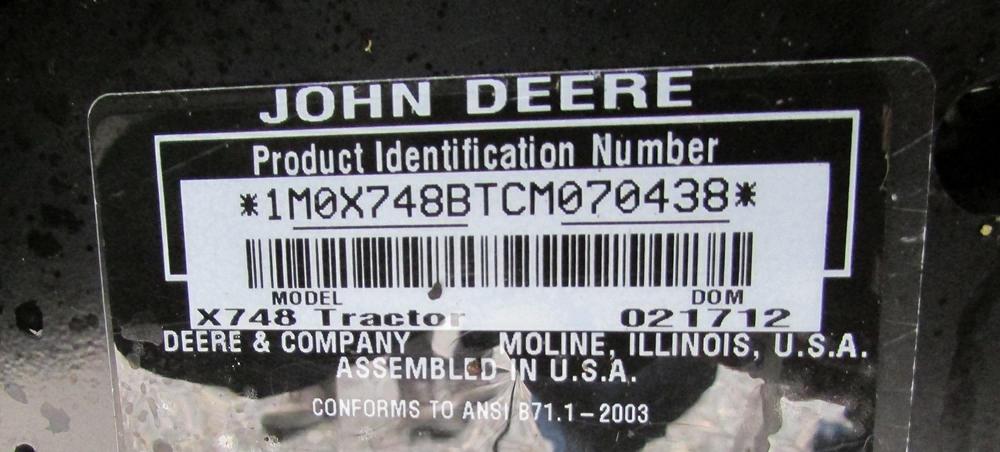 JOHN DEERE
Product Identification Number
*1M0X748BTCM070438*
MODEL DOM
X748 Tractor 021712
DEERE & COMPANY MOLINE, ILLINOIS, U.S.A.
ASSEMBLED IN U.S.A.
CONFORMS TO ANSI B71.1-2003